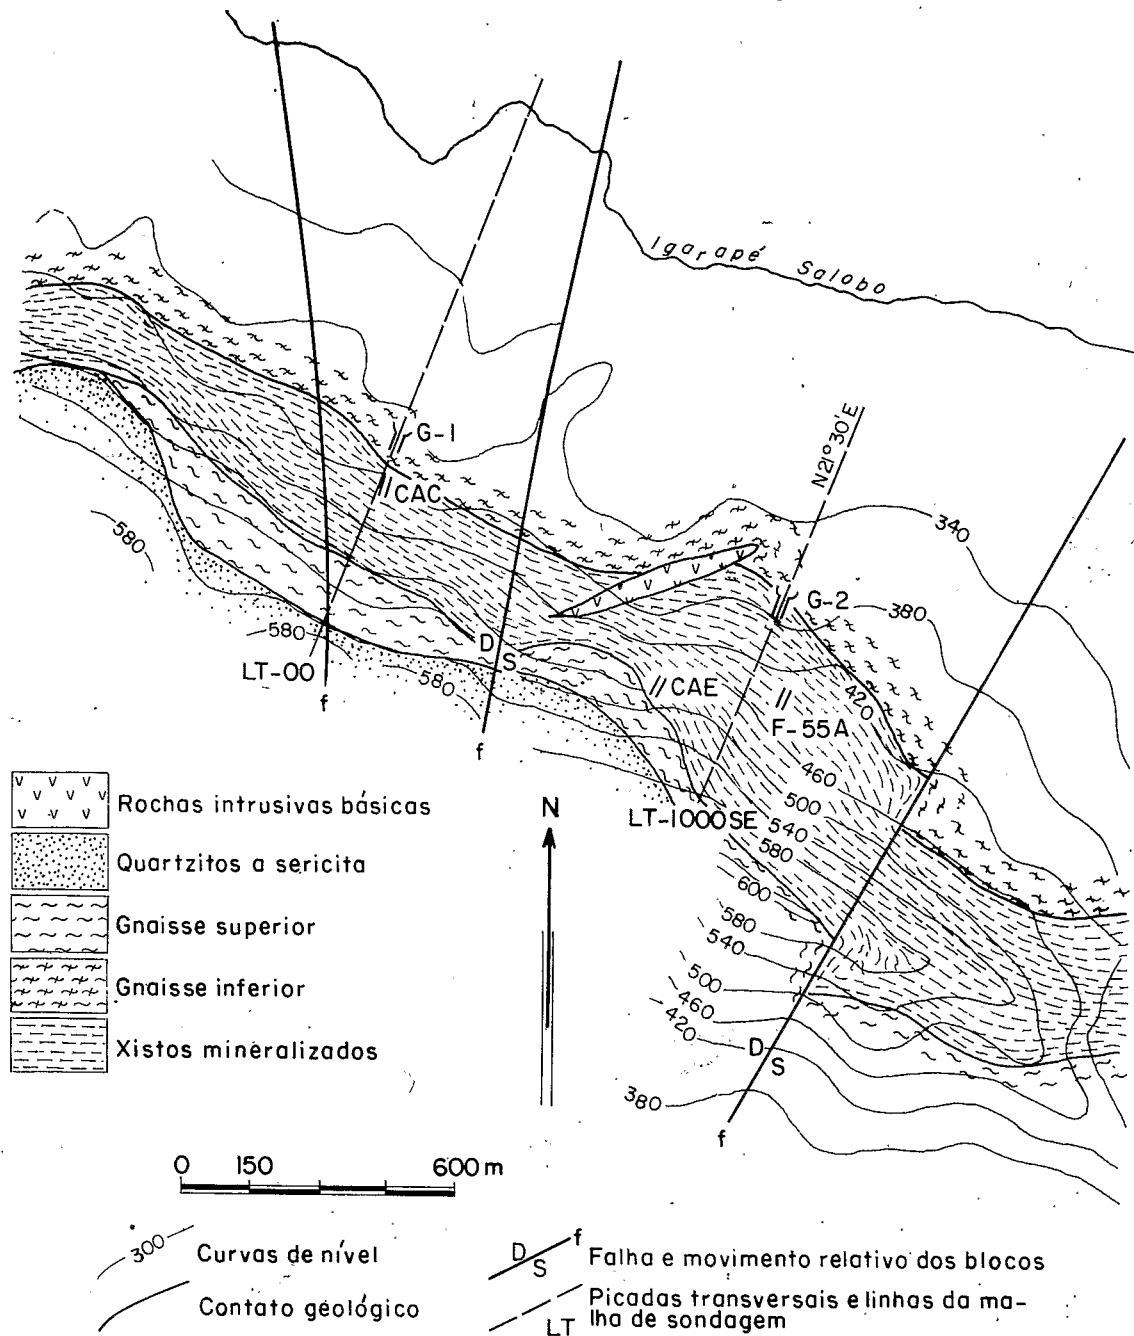 Igarapé Salobo
N21°30'E
G-1
CAC
340
580
G-2
380
580
D
S
LT-00
580
CAE
420
F-55A
f
f
460
500
LT-1000SE
540
580
600
580
540
500
460
420
D
S
380
f
V V V V
V V V
V V V
Rochas intrusivas básicas
Quartzitos a sericita
Gnaisse superior
Gnaisse inferior
Xistos mineralizados
N
0 150 600 m
300
Curvas de nível
D
S
f
Falha e movimento relativo dos blocos
Contato geológico
LT
Picadas transversais e linhas da ma-
lha de sondagem